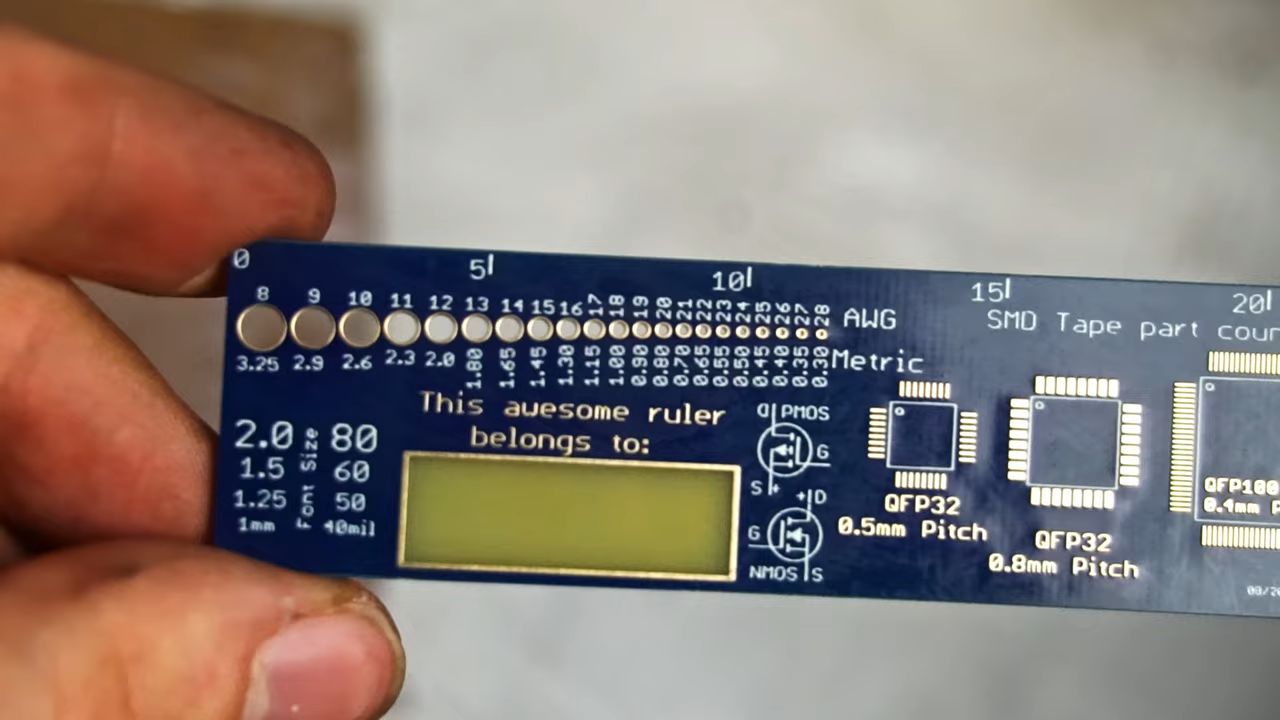 0 5 10 15 20
8 9 10 11 12 13 14 15 16 17 18 19 20 21 22 23 24 25 26 27 28 AWG
SMD Tape part coun
3.25 2.9 2.6 2.3 2.0 1.80 1.65 1.45 1.30 1.15 1.00 0.90 0.80 0.70 0.65 0.55 0.50 0.45 0.40 0.35 0.30 Metric
This awesome ruler
belongs to:
2.0 80
1.5 60
1.25 50
1mm 40mil
Font Size
D PMOS
G
S +
+ D
G
NMOS S
QFP32
0.5mm Pitch
QFP32
0.8mm Pitch
QFP100
0.4mm P
08/20